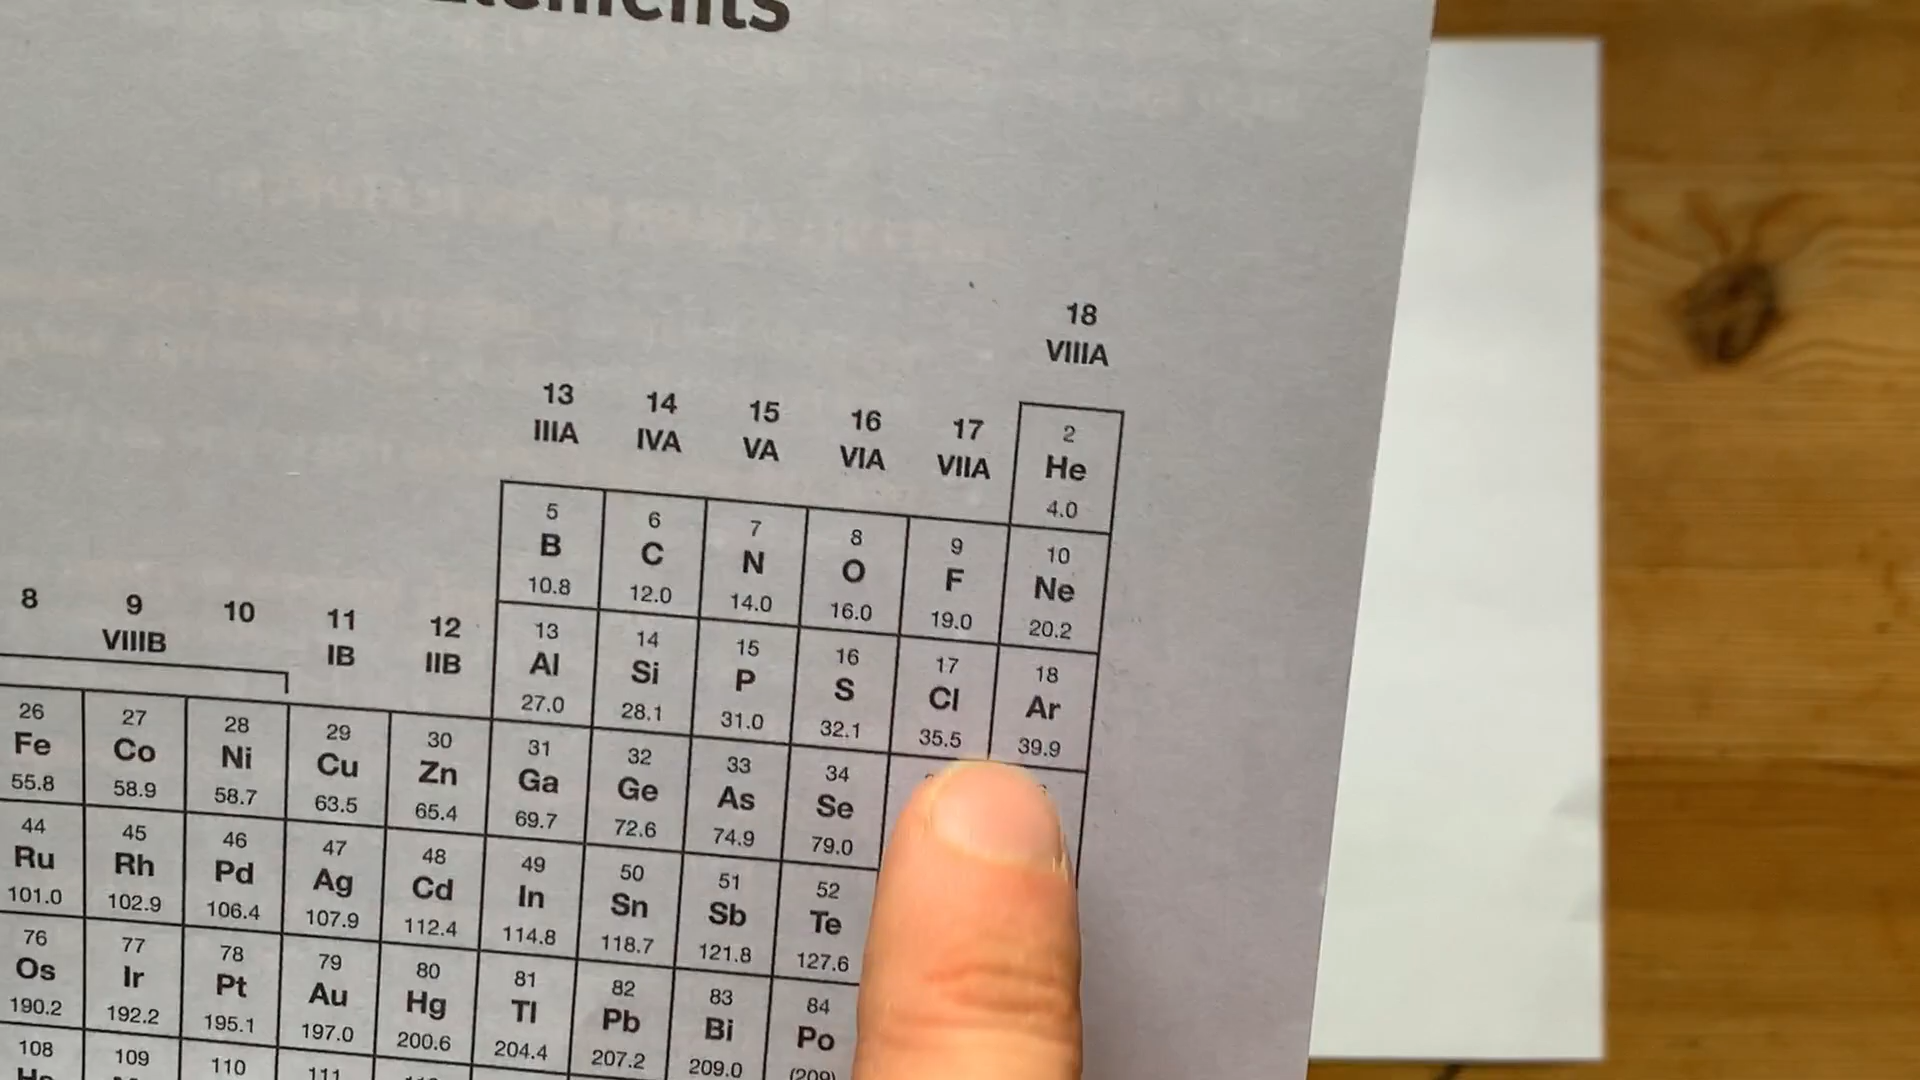 18
VIIIA
13 14 15 16 17
IIIA IVA VA VIA VIIA
2
He
4.0
5 6 7 8 9 10
B C N O F Ne
10.8 12.0 14.0 16.0 19.0 20.2
8 9 10 11 12
VIIIB IB IIB
13 14 15 16 17 18
Al Si P S Cl Ar
27.0 28.1 31.0 32.1 35.5 39.9
26 27 28 29 30 31 32 33 34
Fe Co Ni Cu Zn Ga Ge As Se
55.8 58.9 58.7 63.5 65.4 69.7 72.6 74.9 79.0
44 45 46 47 48 49 50 51 52
Ru Rh Pd Ag Cd In Sn Sb Te
101.0 102.9 106.4 107.9 112.4 114.8 118.7 121.8 127.6
76 77 78 79 80 81 82 83 84
Os Ir Pt Au Hg Tl Pb Bi Po
190.2 192.2 195.1 197.0 200.6 204.4 207.2 209.0 (209)
108 109 110 111